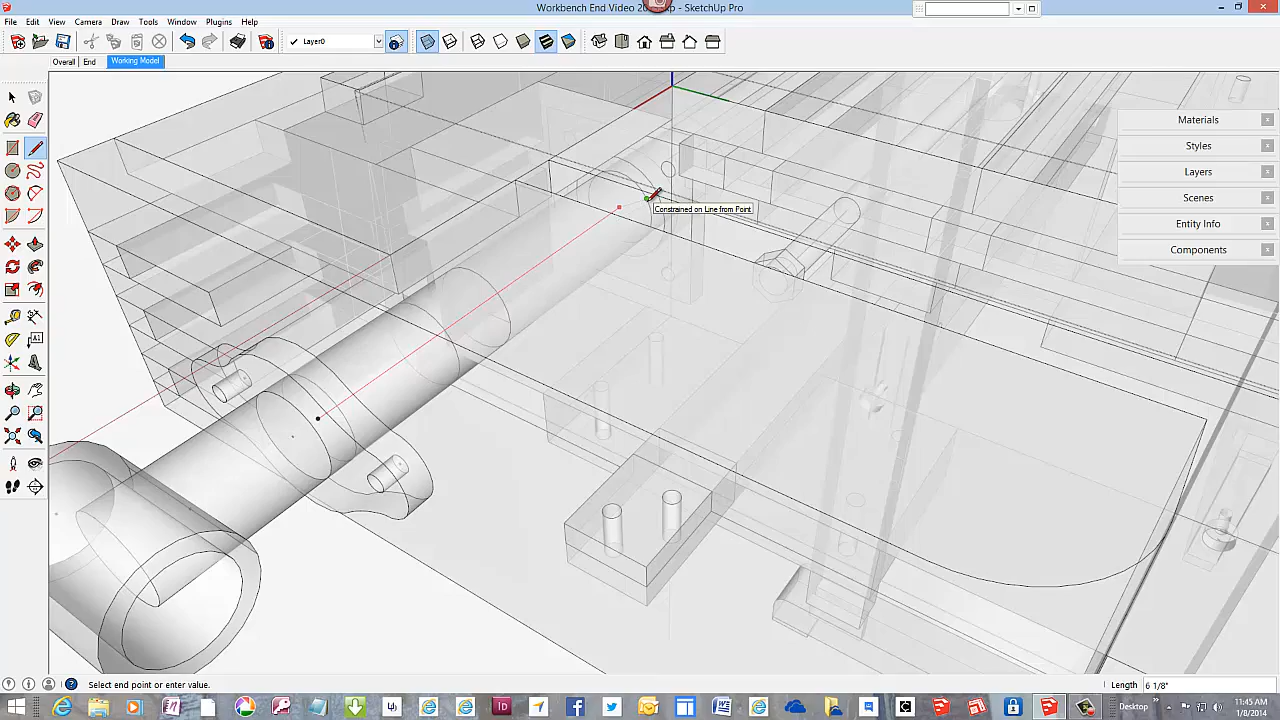 Workbench End Video 20
SketchUp Pro
File Edit View Camera Draw Tools Window Plugins Help
Layer0
Overall End Working Model
Materials
Styles
Layers
Scenes
Entity Info
Components
Constrained on Line from Point
Select end point or enter value.
Length 6 1/8"
Desktop
11:45 AM
1/8/2014